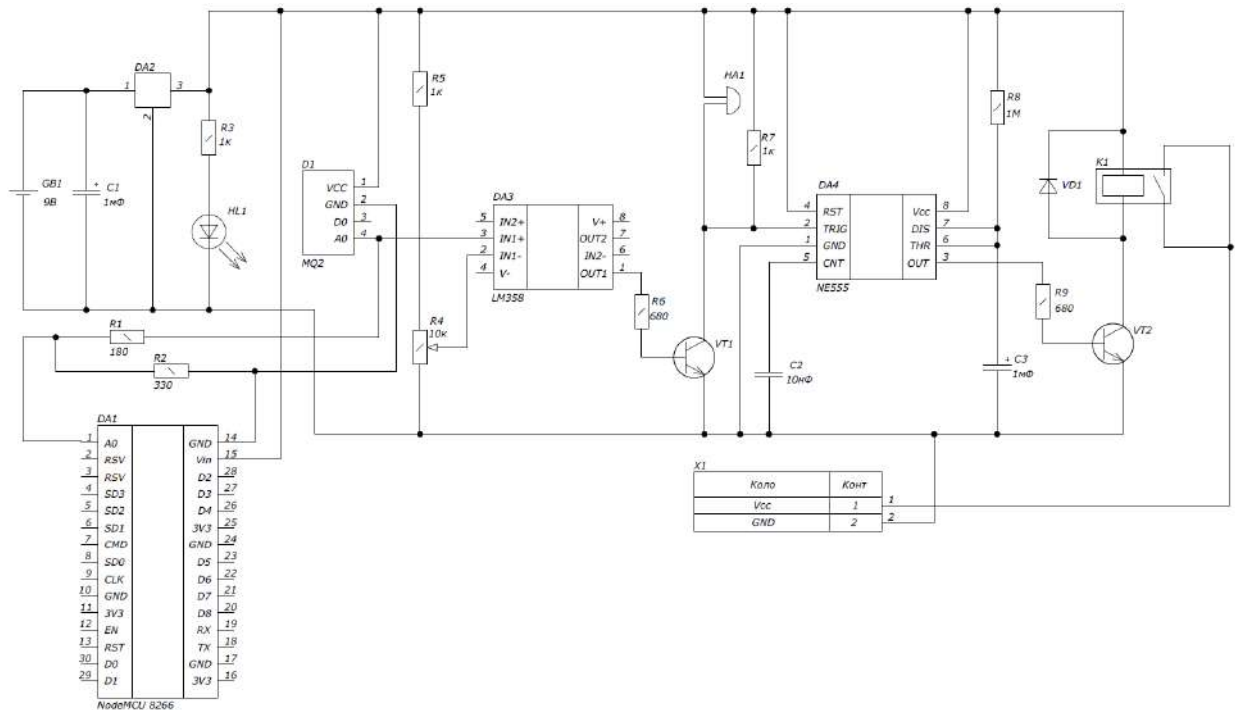 DA2
1
3
2
R3
1к
GB1
9В
+
C1
1мФ
HL1
R5
1к
D1
VCC 1
GND 2
D0 3
A0 4
MQ2
R4
10к
DA3
5 IN2+ V+ 8
3 IN1+ OUT2 7
2 IN1- IN2- 6
4 V- OUT1 1
LM358
R6
680
VT1
HA1
R7
1к
DA4
4 RST Vcc 8
2 TRIG DIS 7
1 GND THR 6
5 CNT OUT 3
NE555
R8
1М
C2
10нФ
+ C3
1мФ
R9
680
VT2
VD1
K1
R1
180
R2
330
DA1
1 A0 GND 14
2 RSV Vin 15
3 RSV D2 28
4 SD3 D3 27
5 SD2 D4 26
6 SD1 3V3 25
7 CMD GND 24
8 SD0 D5 23
9 CLK D6 22
10 GND D7 21
11 3V3 D8 20
12 EN RX 19
13 RST TX 18
30 D0 GND 17
29 D1 3V3 16
NodeMCU 8266
X1
Коло Конт
Vcc 1 1
GND 2 2